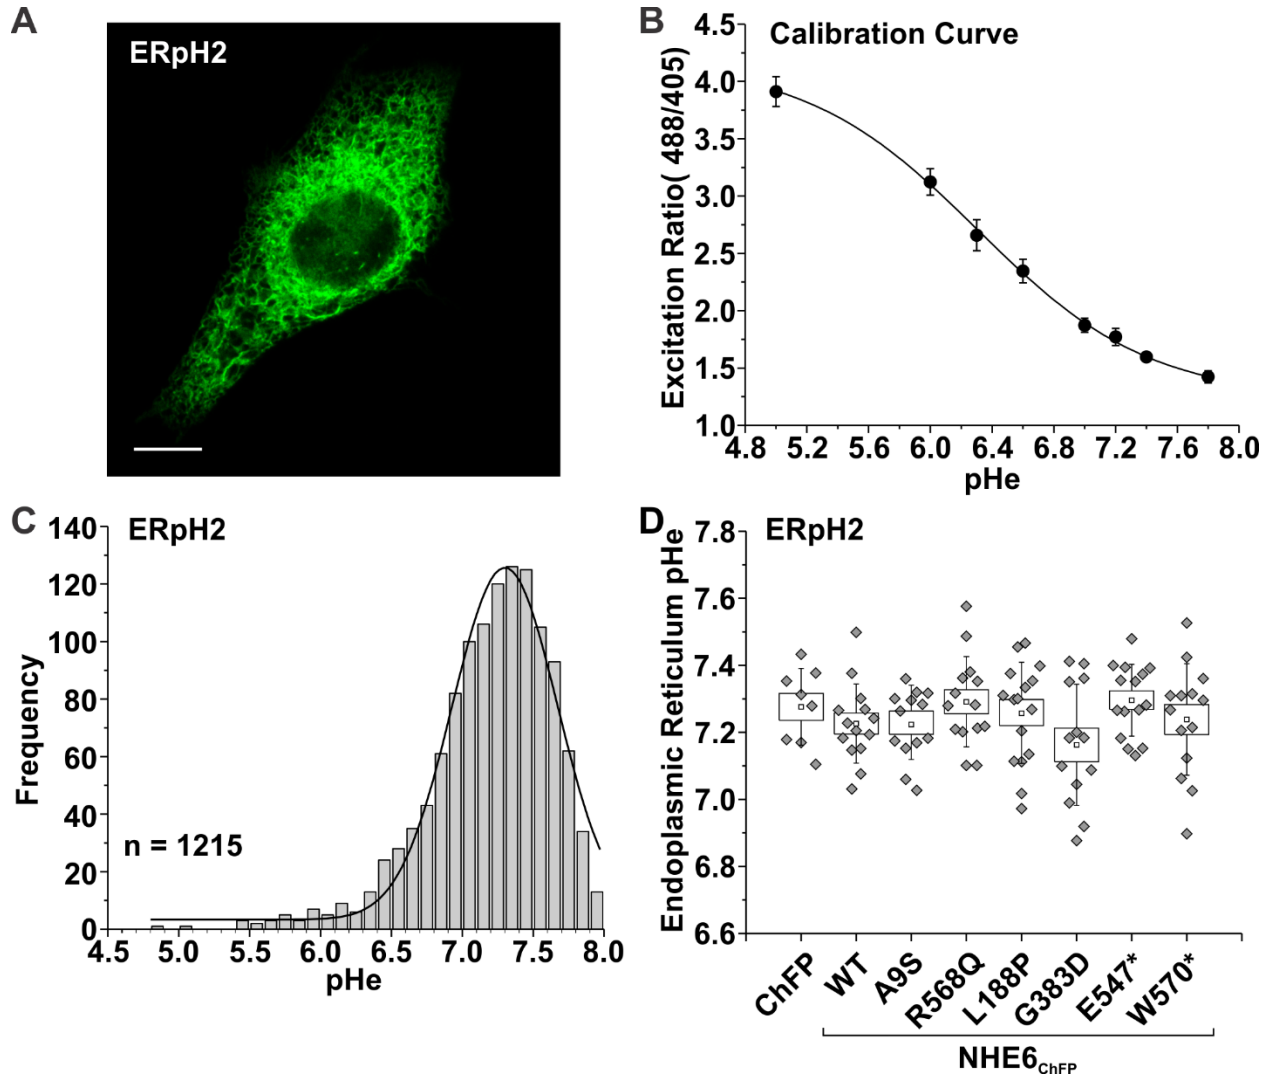 A
ERpH2
B
Calibration Curve
Excitation Ratio( 488/405)
4.5
4.0
3.5
3.0
2.5
2.0
1.5
1.0
4.8 5.2 5.6 6.0 6.4 6.8 7.2 7.6 8.0
pHe
C
ERpH2
Frequency
140
120
100
80
60
40
20
0
n = 1215
4.5 5.0 5.5 6.0 6.5 7.0 7.5 8.0
pHe
D
ERpH2
Endoplasmic Reticulum pHe
7.8
7.6
7.4
7.2
7.0
6.8
6.6
ChFP WT A9S R568Q L188P G383D E547* W570*
NHE6ChFP